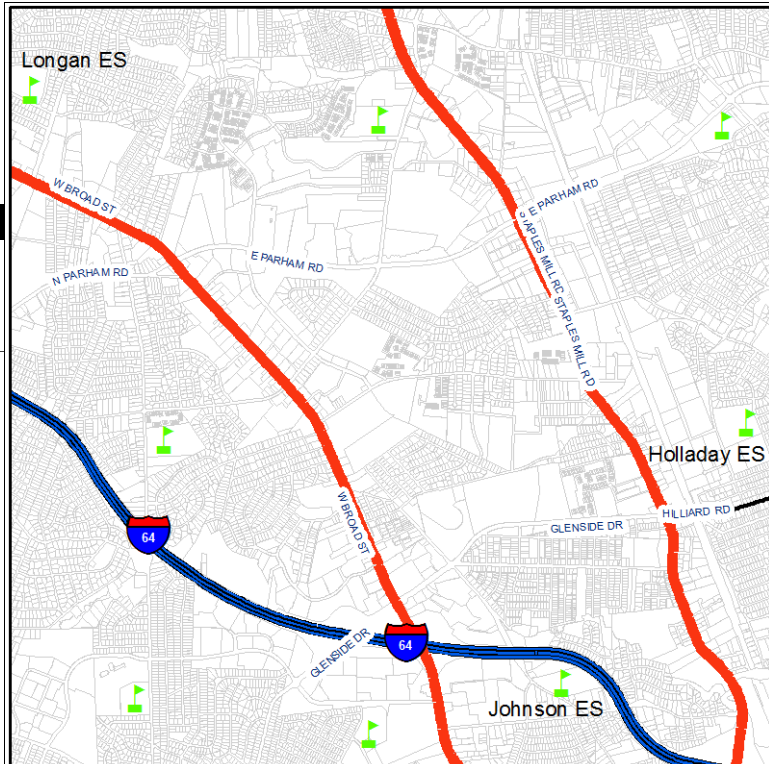 Longan ES
W BROAD ST
E PARHAM RD
STAPLES MILL RD
E PARHAM RD
N PARHAM RD
STAPLES MILL RD
Holladay ES
W BROAD ST
HILLIARD RD
GLENSIDE DR
64
GLENSIDE DR
64
Johnson ES